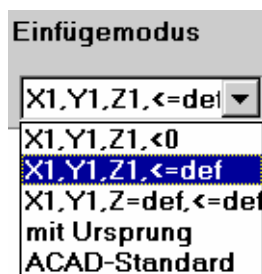 Einfügemodus
X1,Y1,Z1,<=def
X1,Y1,Z1,<0
X1,Y1,Z1,<=def
X1,Y1,Z=def,<=def
mit Ursprung
ACAD-Standard